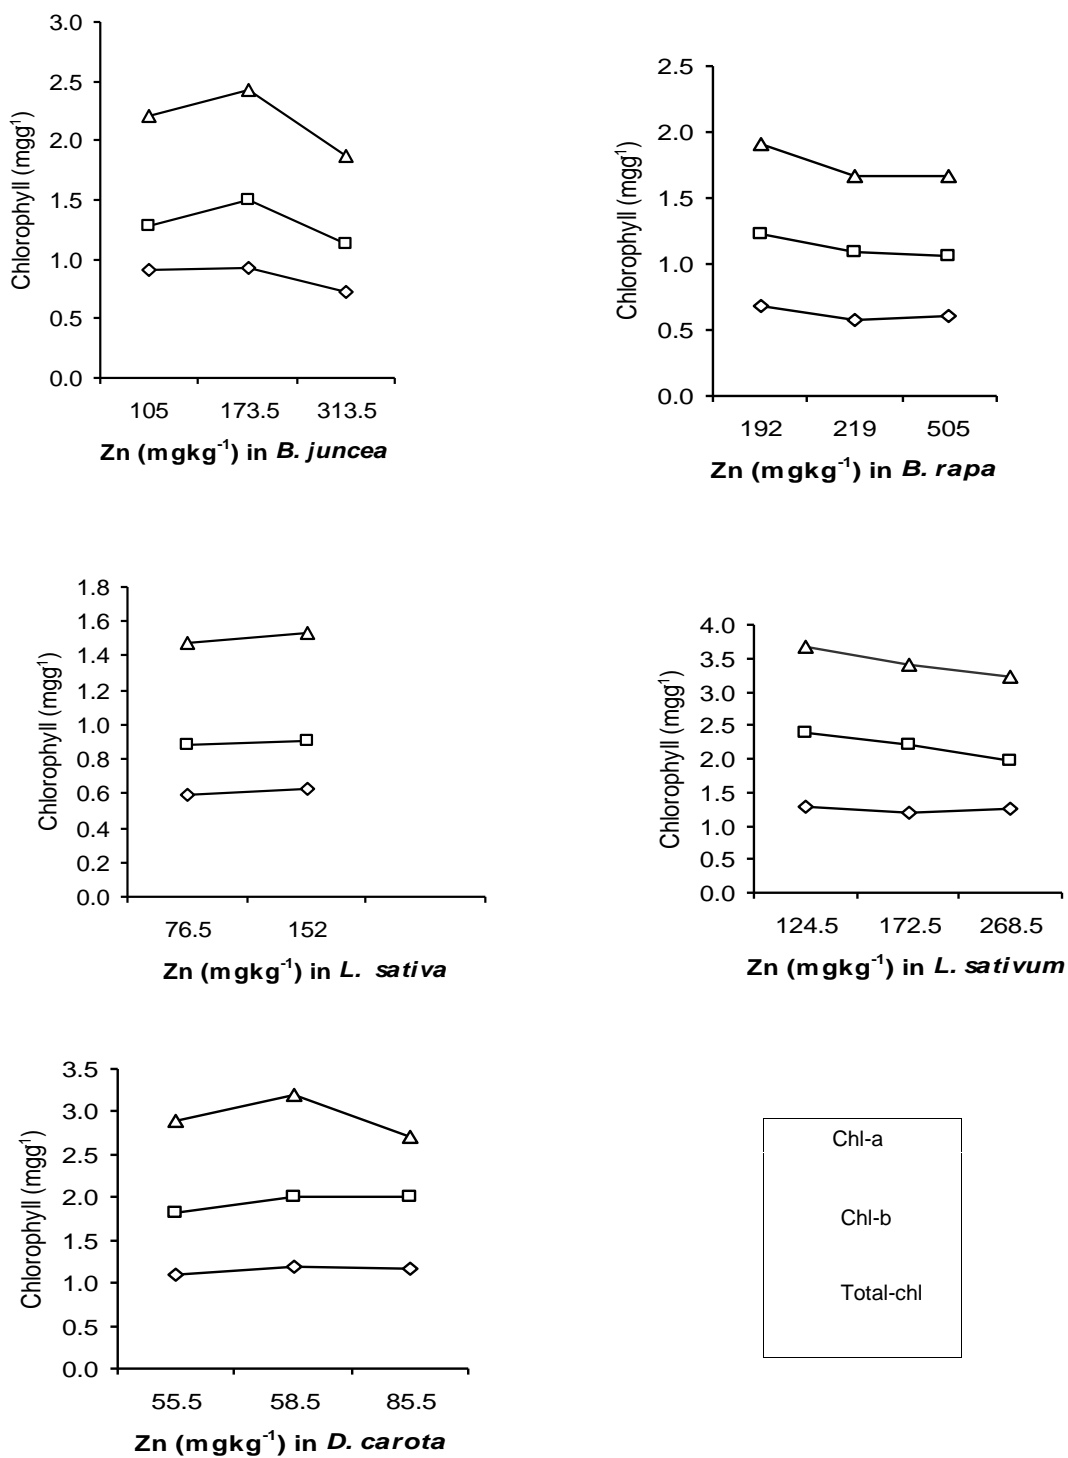 3.0
2.5
2.0
1.5
1.0
0.5
0.0
Chlorophyll (mgg⁻¹)
105 173.5 313.5
Zn (mgkg⁻¹) in B. juncea
2.5
2.0
1.5
1.0
0.5
0.0
Chlorophyll (mgg⁻¹)
192 219 505
Zn (mgkg⁻¹) in B. rapa
1.8
1.6
1.4
1.2
1.0
0.8
0.6
0.4
0.2
0.0
Chlorophyll (mgg⁻¹)
76.5 152
Zn (mgkg⁻¹) in L. sativa
4.0
3.5
3.0
2.5
2.0
1.5
1.0
0.5
0.0
Chlorophyll (mgg⁻¹)
124.5 172.5 268.5
Zn (mgkg⁻¹) in L. sativum
3.5
3.0
2.5
2.0
1.5
1.0
0.5
0.0
Chlorophyll (mgg⁻¹)
55.5 58.5 85.5
Zn (mgkg⁻¹) in D. carota
Chl-a
Chl-b
Total-chl